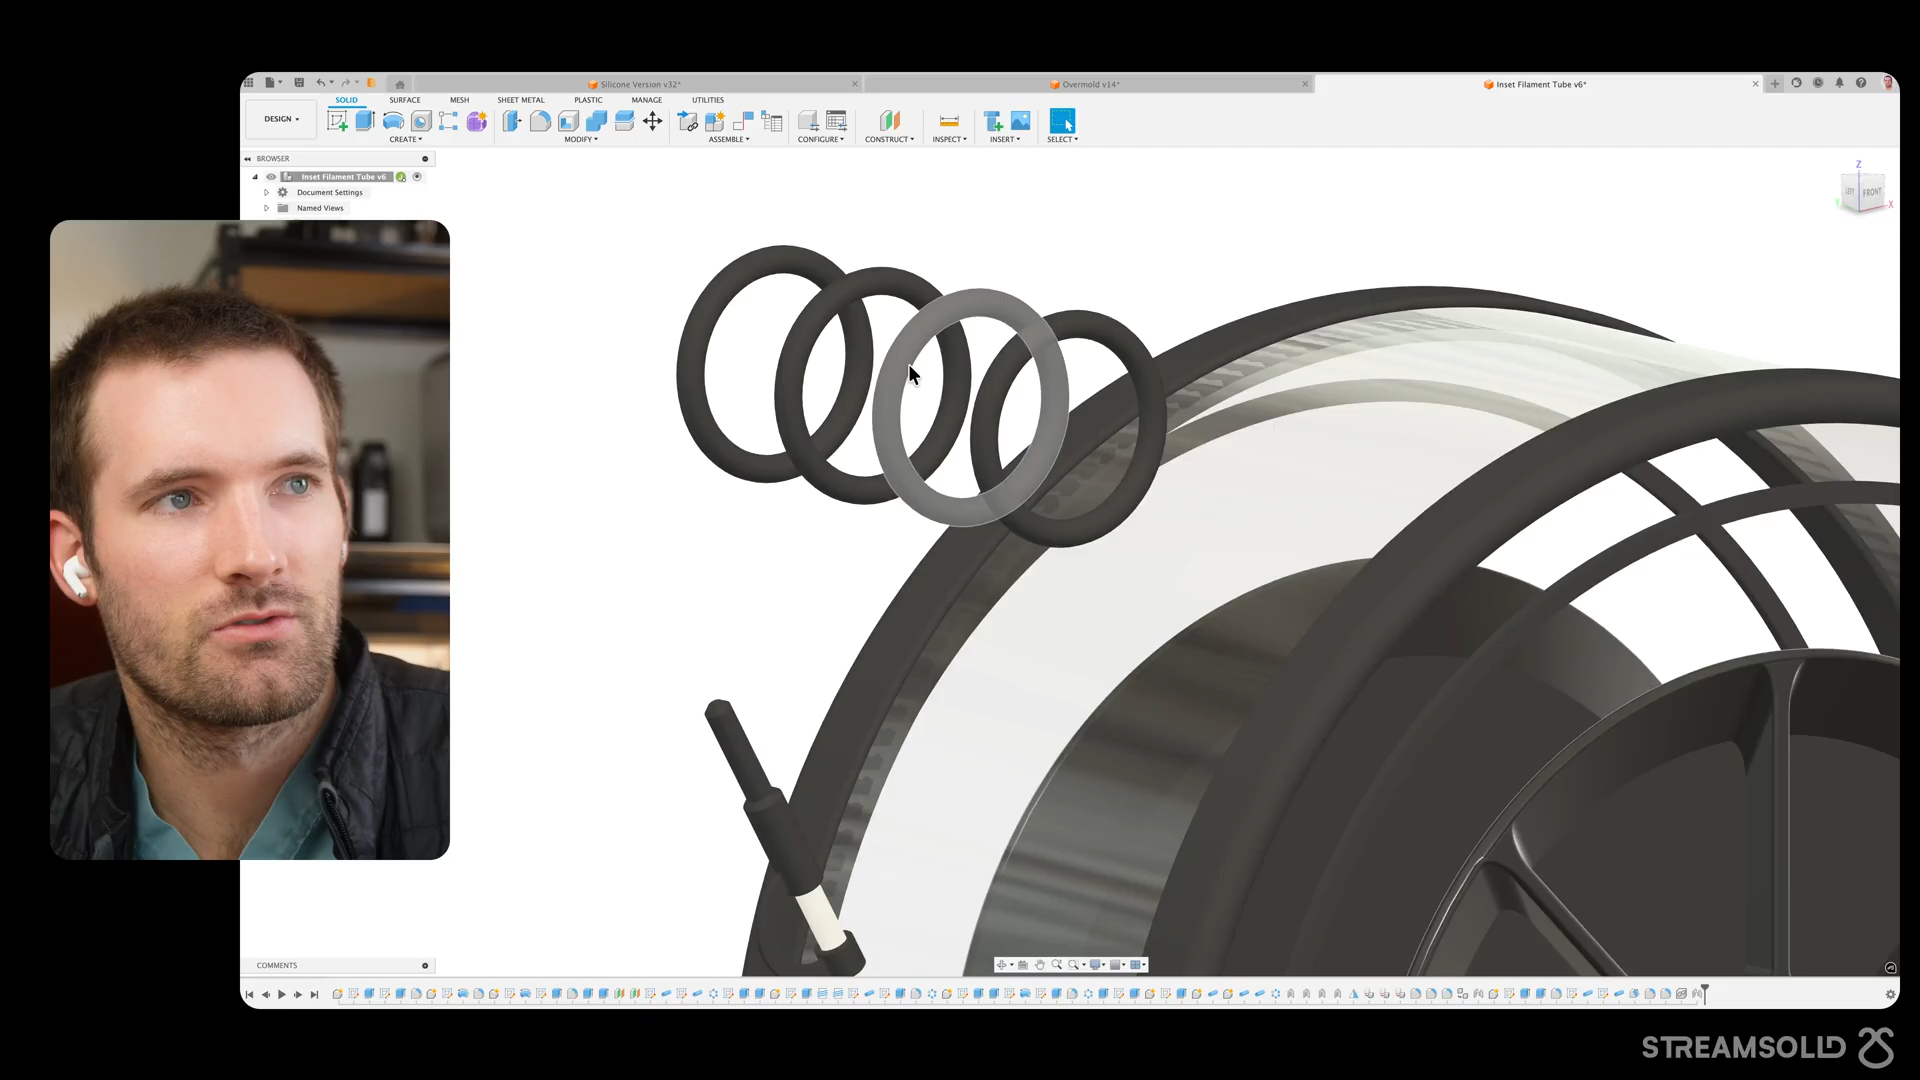 Silicone Version v32*
Overmold v14*
Inset Filament Tube v6*
DESIGN
SOLID
SURFACE
MESH
SHEET METAL
PLASTIC
MANAGE
UTILITIES
CREATE
MODIFY
ASSEMBLE
CONFIGURE
CONSTRUCT
INSPECT
INSERT
SELECT
BROWSER
Inset Filament Tube v6
Document Settings
Named Views
Z
LEFT
FRONT
Y
X
COMMENTS
STREAMSOLID